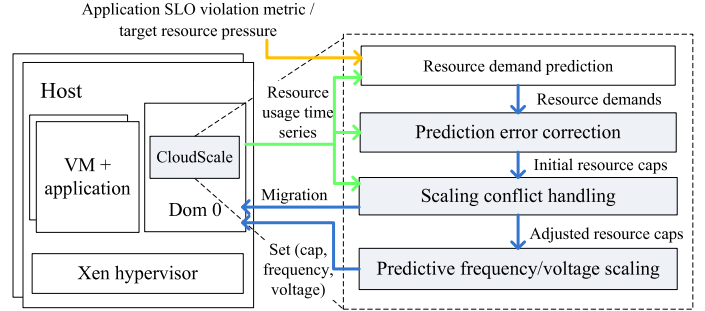 Application SLO violation metric /
target resource pressure
Host
VM +
application
CloudScale
Dom 0
Xen hypervisor
Resource
usage time
series
Migration
Set (cap,
frequency,
voltage)
Resource demand prediction
Resource demands
Prediction error correction
Initial resource caps
Scaling conflict handling
Adjusted resource caps
Predictive frequency/voltage scaling